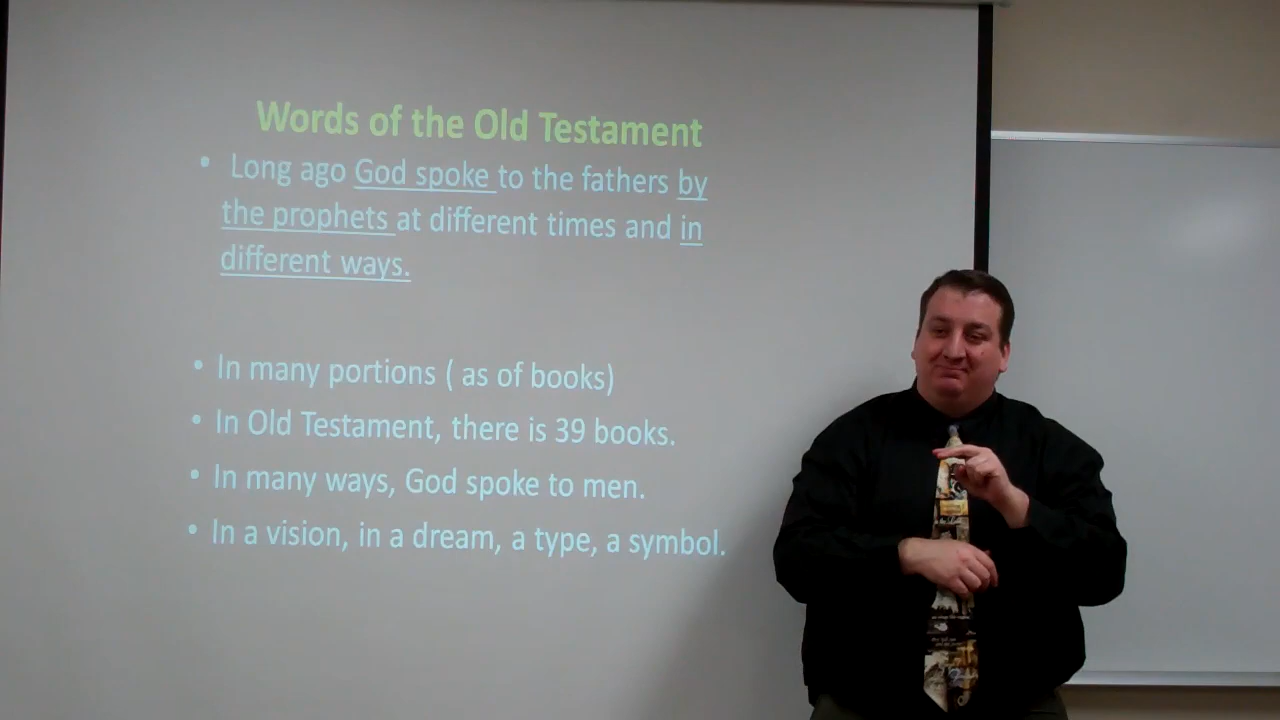 Words of the Old Testament
• Long ago God spoke to the fathers by
the prophets at different times and in
different ways.
• In many portions ( as of books)
• In Old Testament, there is 39 books.
• In many ways, God spoke to men.
• In a vision, in a dream, a type, a symbol.